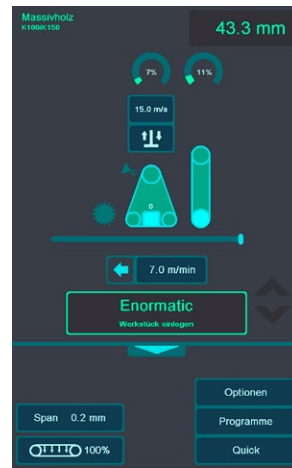 Massivholz
K100/K150
43.3 mm
7%
11%
15.0 m/s
0
7.0 m/min
Enormatic
Werkstück einlegen
Optionen
Span 0.2 mm
Programme
100%
Quick